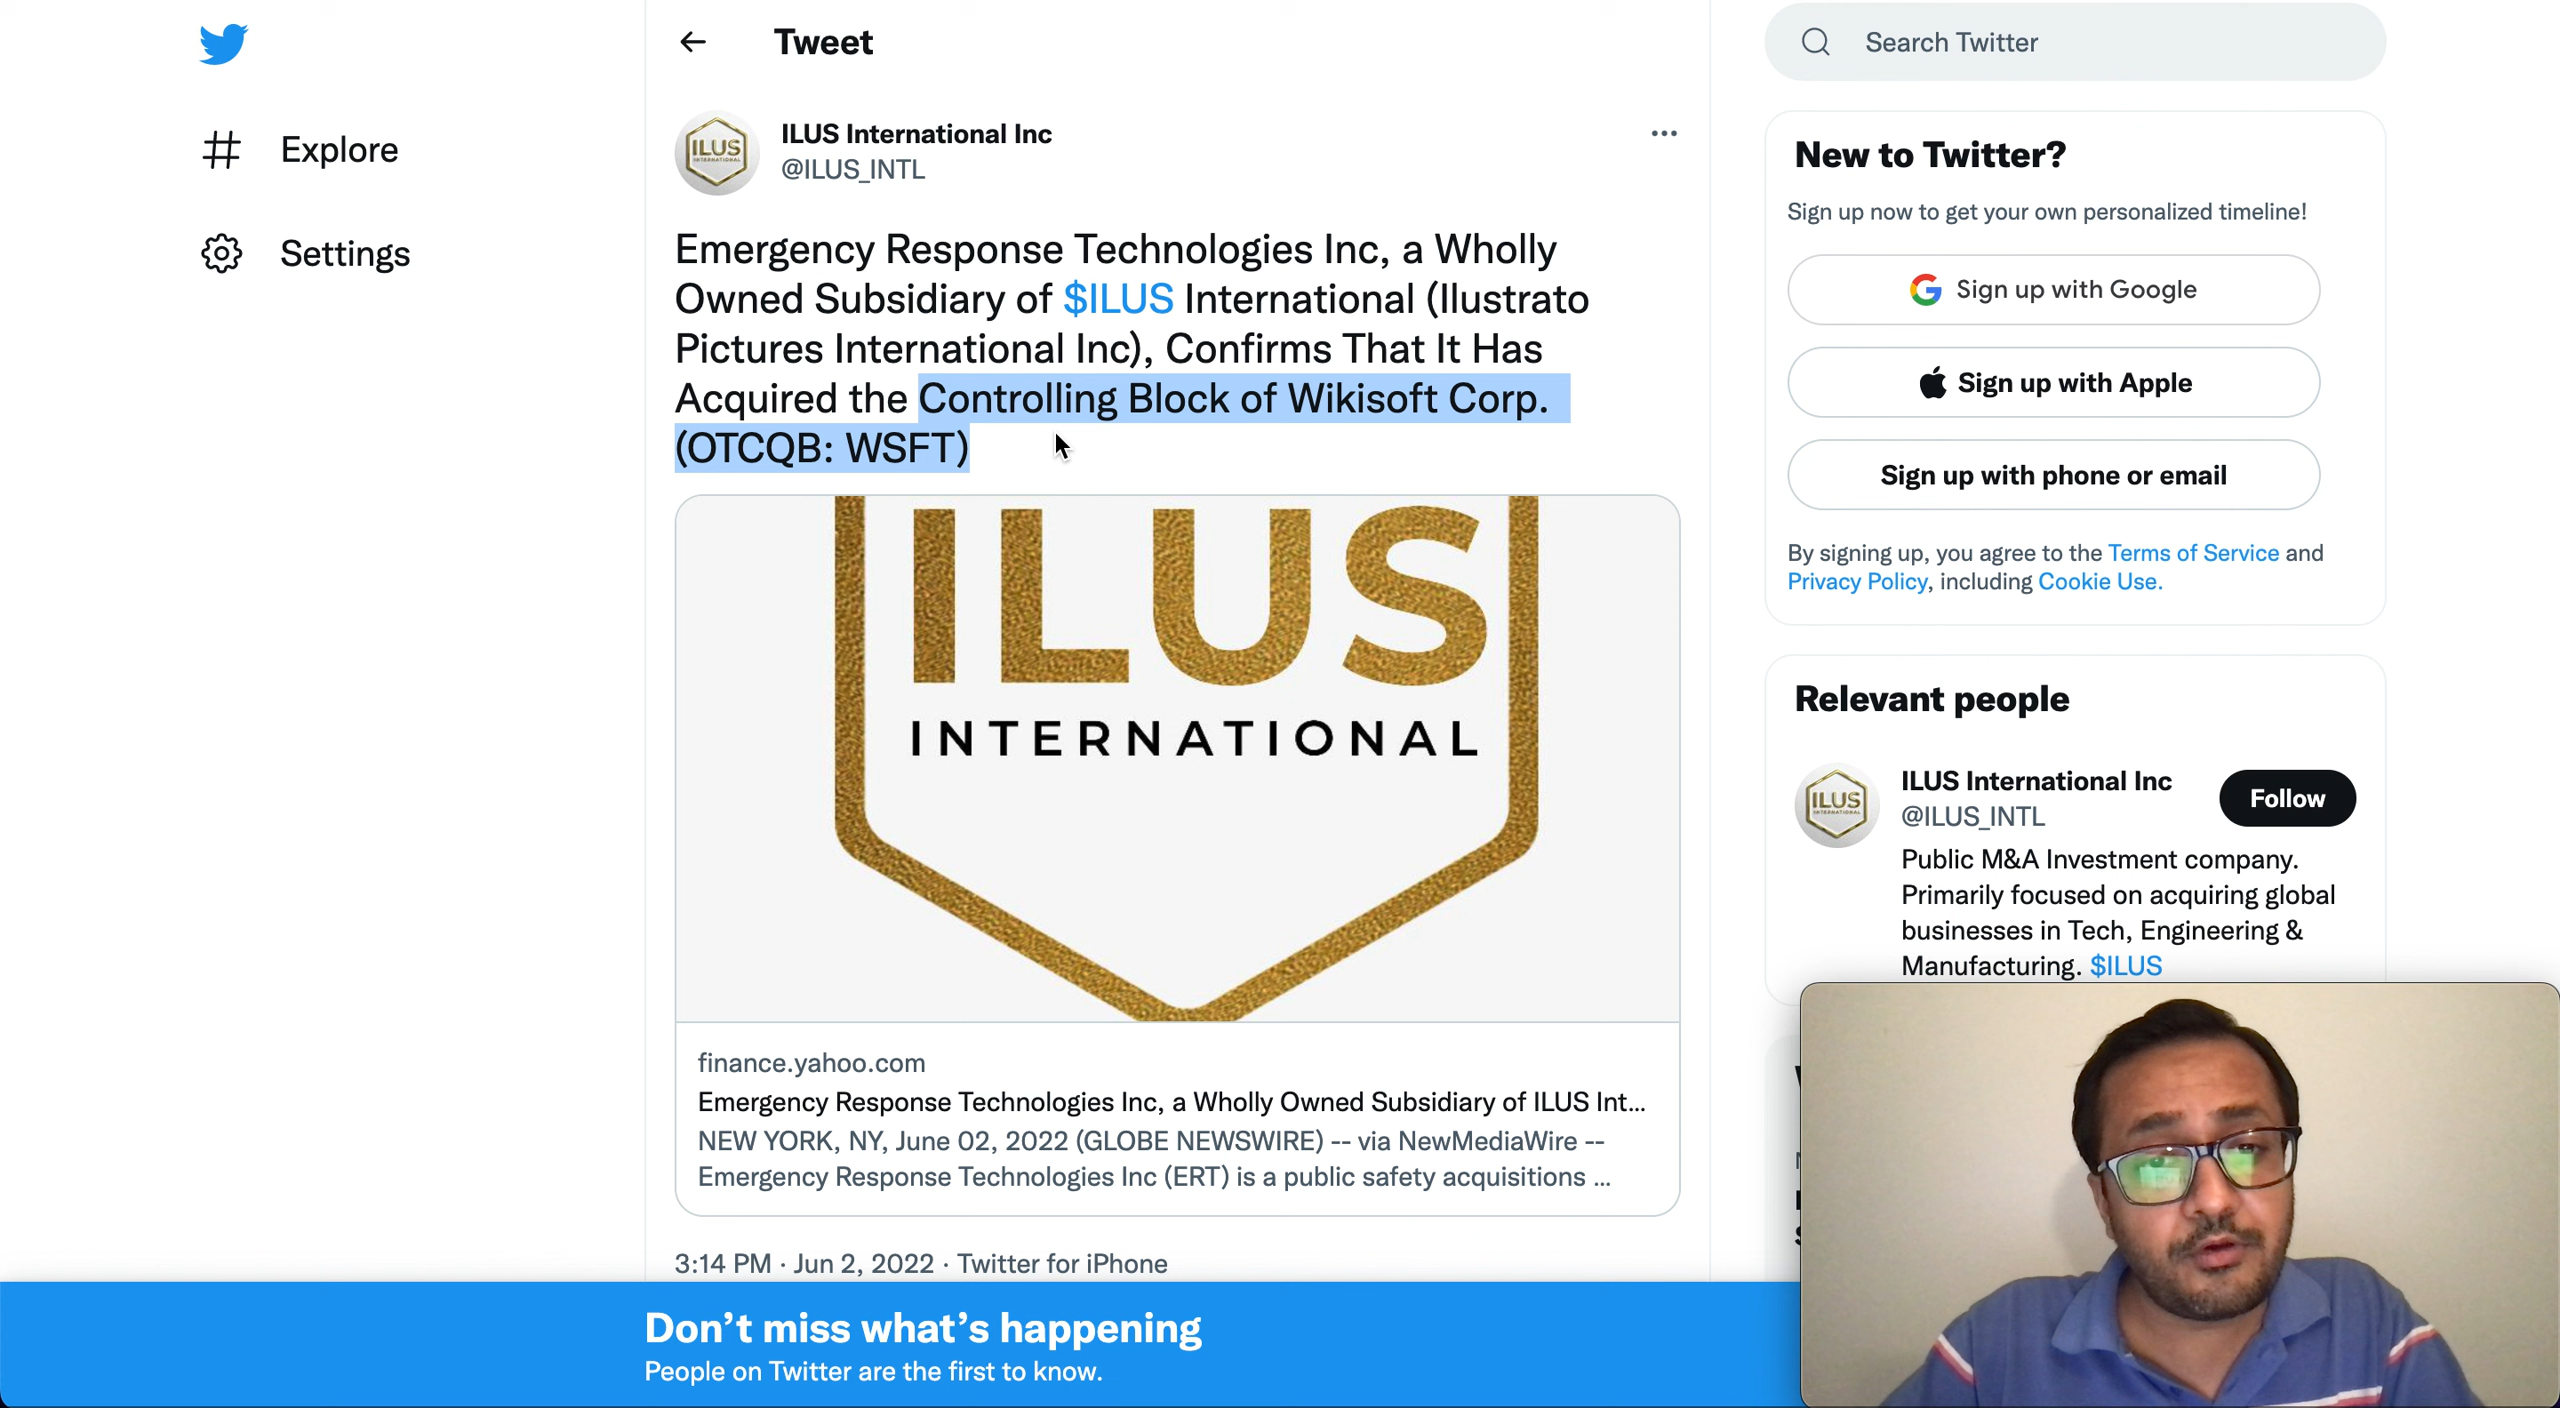 Tweet
Search Twitter
Explore
Settings
ILUS
INTERNATIONAL
ILUS International Inc
@ILUS_INTL
Emergency Response Technologies Inc, a Wholly
Owned Subsidiary of $ILUS International (Ilustrato
Pictures International Inc), Confirms That It Has
Acquired the Controlling Block of Wikisoft Corp.
(OTCQB: WSFT)
ILUS
INTERNATIONAL
finance.yahoo.com
Emergency Response Technologies Inc, a Wholly Owned Subsidiary of ILUS Int...
NEW YORK, NY, June 02, 2022 (GLOBE NEWSWIRE) -- via NewMediaWire --
Emergency Response Technologies Inc (ERT) is a public safety acquisitions ...
3:14 PM · Jun 2, 2022 · Twitter for iPhone
New to Twitter?
Sign up now to get your own personalized timeline!
Sign up with Google
Sign up with Apple
Sign up with phone or email
By signing up, you agree to the Terms of Service and
Privacy Policy, including Cookie Use.
Relevant people
ILUS
INTERNATIONAL
ILUS International Inc
@ILUS_INTL
Follow
Public M&A Investment company.
Primarily focused on acquiring global
businesses in Tech, Engineering &
Manufacturing. $ILUS
Don't miss what's happening
People on Twitter are the first to know.